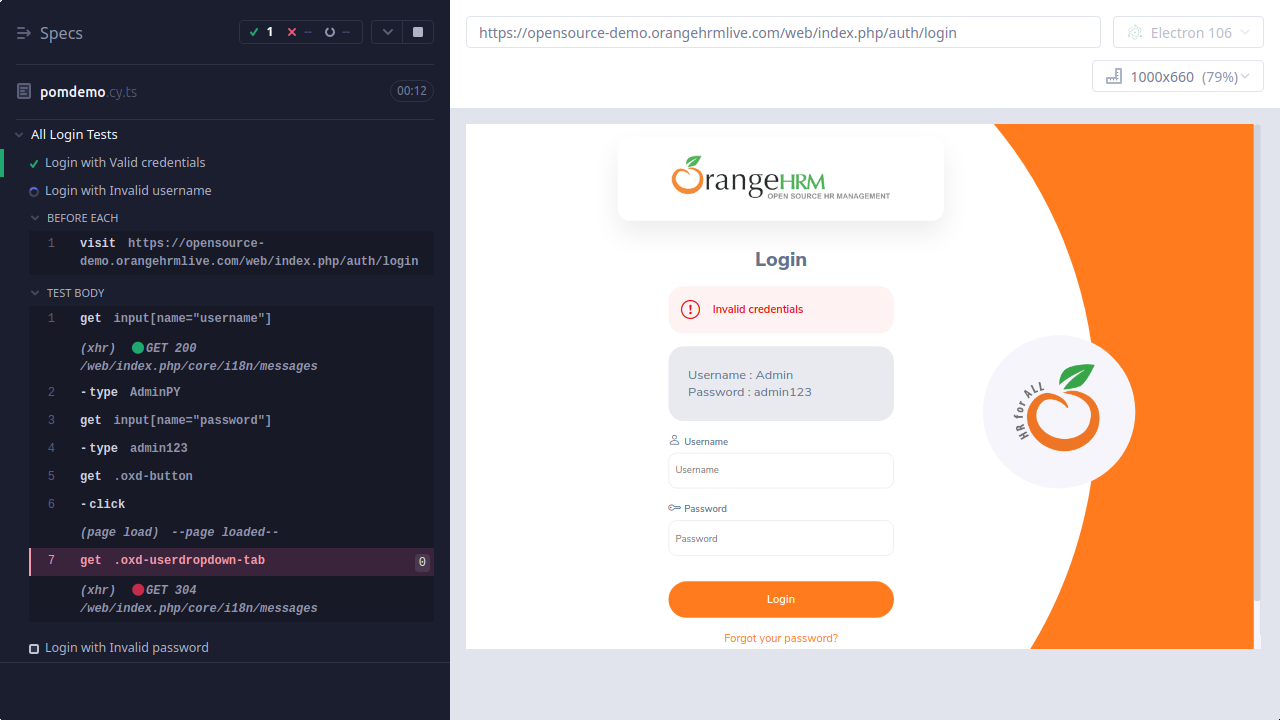 Specs
1 -- --
pomdemo.cy.ts
00:12
All Login Tests
Login with Valid credentials
Login with Invalid username
BEFORE EACH
1 visit https://opensource-
demo.orangehrmlive.com/web/index.php/auth/login
TEST BODY
1 get input[name="username"]
(xhr) GET 200
/web/index.php/core/i18n/messages
2 -type AdminPY
3 get input[name="password"]
4 -type admin123
5 get .oxd-button
6 -click
(page load) --page loaded--
7 get .oxd-userdropdown-tab 0
(xhr) GET 304
/web/index.php/core/i18n/messages
Login with Invalid password
https://opensource-demo.orangehrmlive.com/web/index.php/auth/login
Electron 106
1000x660 (79%)
OrangeHRM
OPEN SOURCE HR MANAGEMENT
Login
Invalid credentials
Username : Admin
Password : admin123
Username
Username
Password
Password
Login
Forgot your password?
HR for ALL